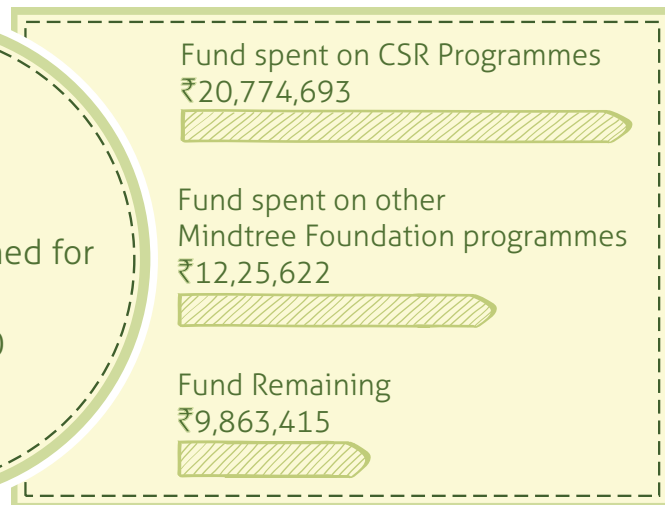 Fund spent on CSR Programmes
₹20,774,693
Fund spent on other
Mindtree Foundation programmes
₹12,25,622
Fund Remaining
₹9,863,415
for